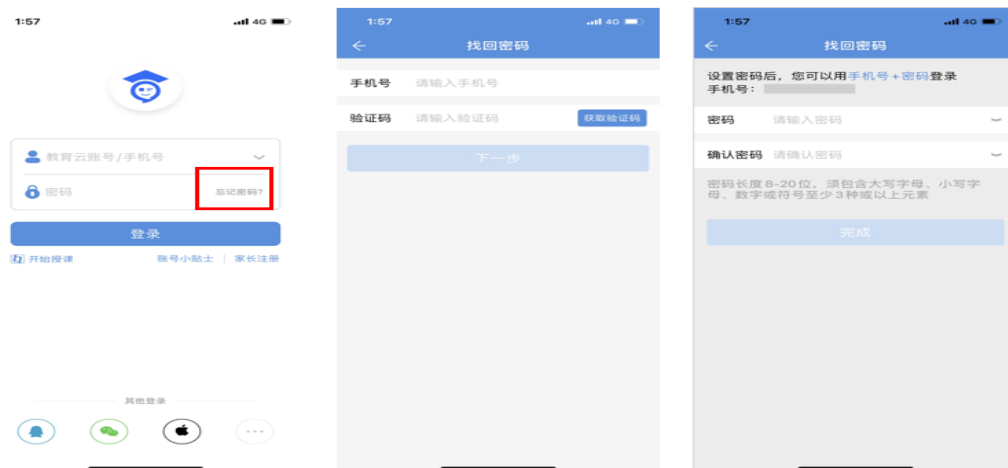 1:57
4G
教育云账号/手机号
密码
忘记密码?
登录
开始授课
账号小贴士
家长注册
其他登录
1:57
4G
找回密码
手机号 请输入手机号
验证码 请输入验证码 获取验证码
下一步
1:57
4G
找回密码
设置密码后，您可以用手机号+密码登录
手机号：
密码 请输入密码
确认密码 请确认密码
密码长度8-20位，须包含大写字母、小写字
母、数字或符号至少3种或以上元素
完成